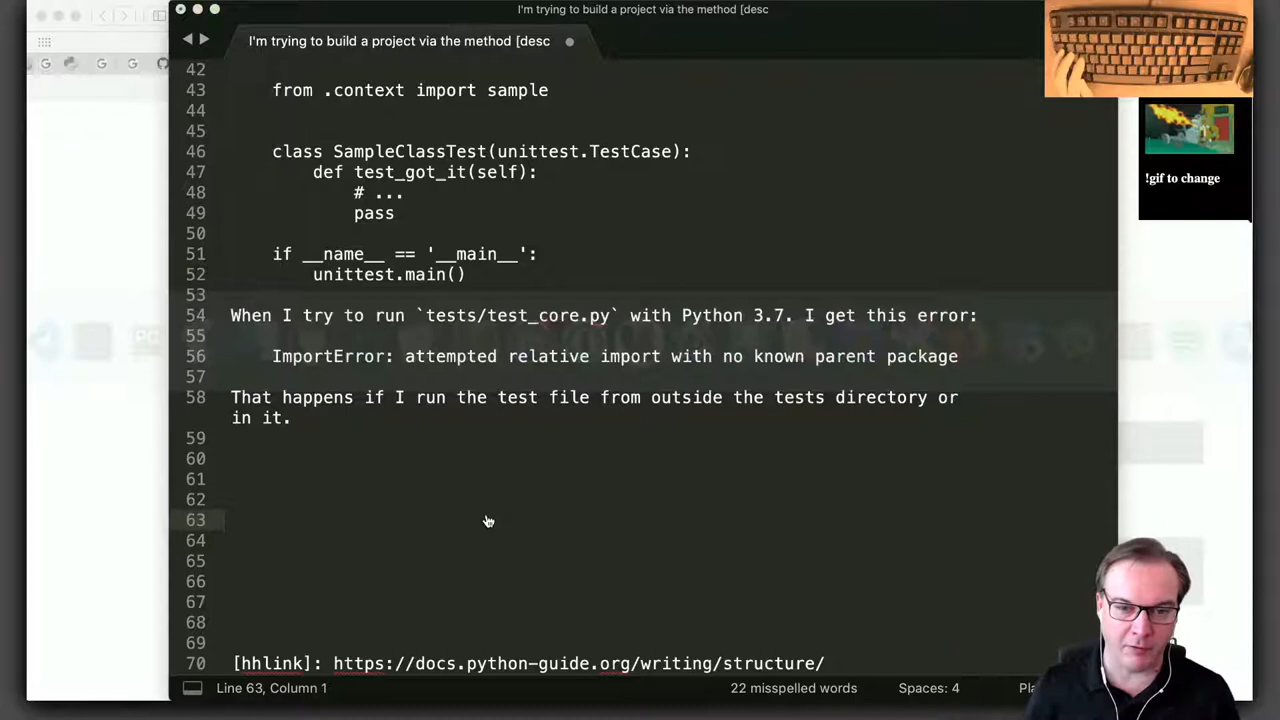 I'm trying to build a project via the method [desc
I'm trying to build a project via the method [desc
42
43 from .context import sample
44
45
46 class SampleClassTest(unittest.TestCase):
47 def test_got_it(self):
48 # ...
49 pass
50
51 if __name__ == '__main__':
52 unittest.main()
53
54 When I try to run `tests/test_core.py` with Python 3.7. I get this error:
55
56 ImportError: attempted relative import with no known parent package
57
58 That happens if I run the test file from outside the tests directory or
in it.
59
60
61
62
63
64
65
66
67
68
69
70 [hhlink]: https://docs.python-guide.org/writing/structure/
Line 63, Column 1
22 misspelled words
Spaces: 4
Pla
!gif to change